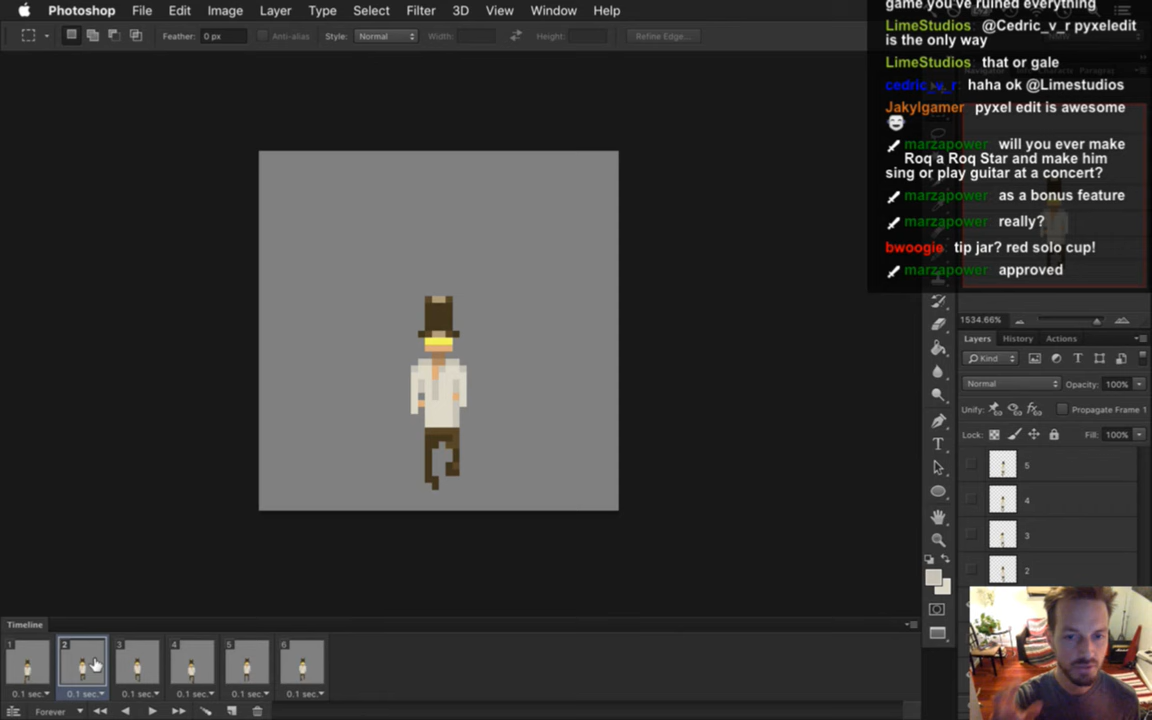 Photoshop File Edit Image Layer Type Select Filter 3D View Window Help
game you've ruined everything
LimeStudios @Cedric_v_r pyxeledit
is the only way
LimeStudios that or gale
cedric_v_r: haha ok @Limestudios
Jakylgamer pyxel edit is awesome
marzapower will you ever make
Roq a Roq Star and make him
sing or play guitar at a concert?
marzapower as a bonus feature
marzapower really?
bwoogie tip jar? red solo cup!
marzapower approved
Feather: 0 px Anti-alias Style: Normal Width: Height: Refine Edge...
1534.66%
Layers History Actions
Kind
Normal Opacity: 100%
Unify: Propagate Frame 1
Lock: Fill: 100%
5
4
3
2
Timeline
1 2 3 4 5 6
0.1 sec. 0.1 sec. 0.1 sec. 0.1 sec. 0.1 sec. 0.1 sec.
Forever